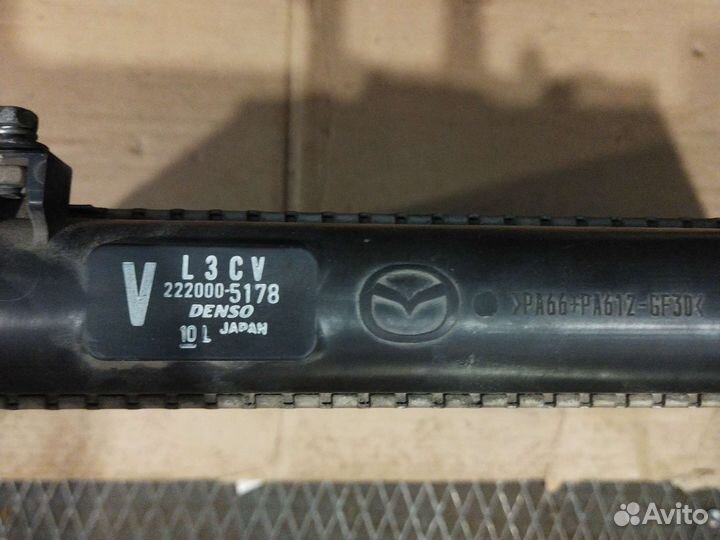 V
L3CV
222000-5178
DENSO
10 L JAPAN
>PA66+PA612-GF30<
Avito